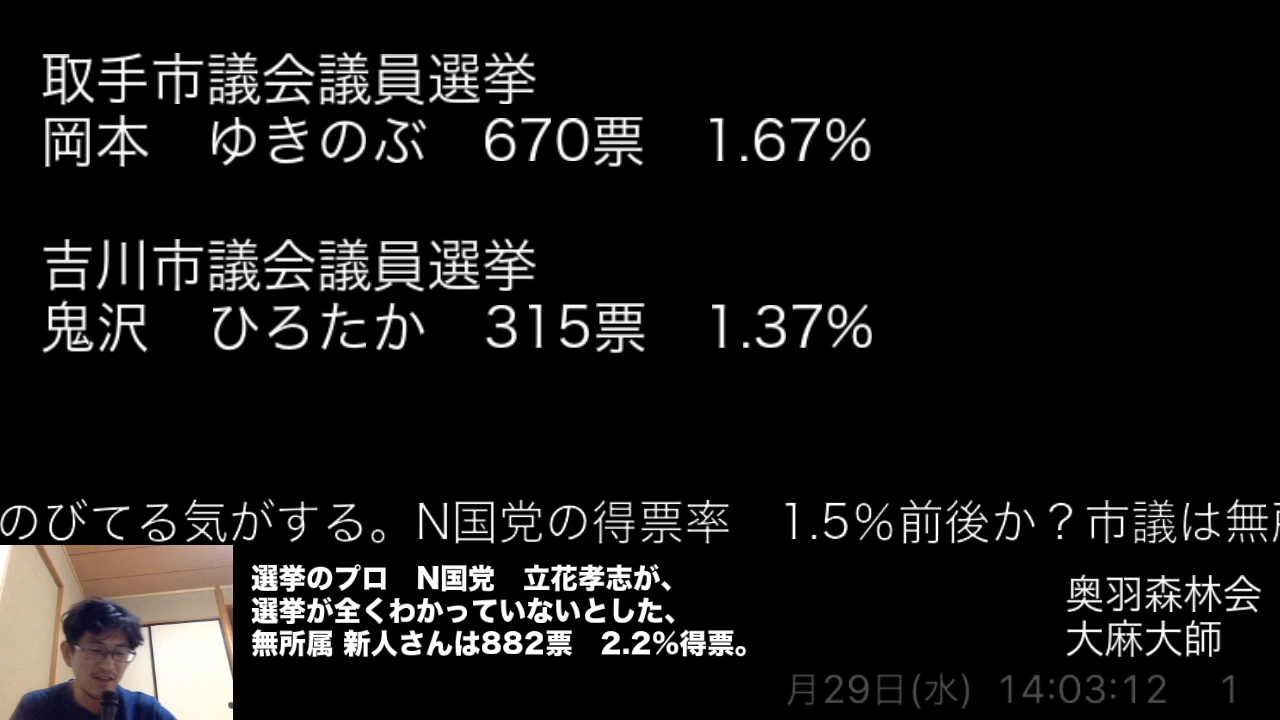 取手市議会議員選挙
岡本　ゆきのぶ　670票　1.67%
吉川市議会議員選挙
鬼沢　ひろたか　315票　1.37%
のびてる気がする。N国党の得票率　1.5%前後か？市議は無所
選挙のプロ　N国党　立花孝志が、
選挙が全くわかっていないとした、
無所属 新人さんは882票　2.2%得票。
奥羽森林会
大麻大師
月29日(水)　14:03:12　1